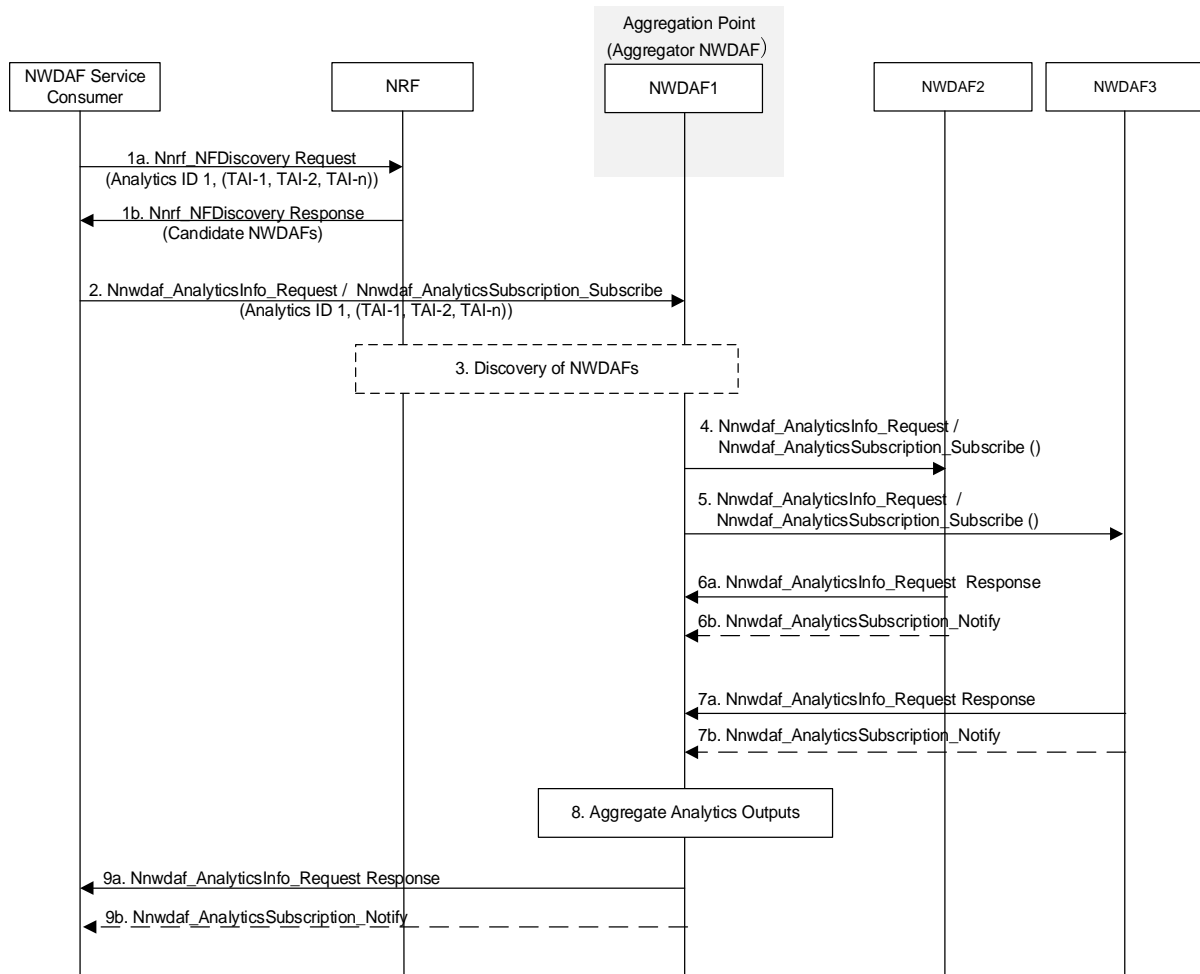 Aggregation Point
(Aggregator NWDAF)
NWDAF Service
Consumer
NRF
NWDAF1
NWDAF2
NWDAF3
1a. Nnrf_NFDiscovery Request
(Analytics ID 1, (TAI-1, TAI-2, TAI-n))
1b. Nnrf_NFDiscovery Response
(Candidate NWDAFs)
2. Nnwdaf_AnalyticsInfo_Request / Nnwdaf_AnalyticsSubscription_Subscribe
(Analytics ID 1, (TAI-1, TAI-2, TAI-n))
3. Discovery of NWDAFs
4. Nnwdaf_AnalyticsInfo_Request /
Nnwdaf_AnalyticsSubscription_Subscribe ()
5. Nnwdaf_AnalyticsInfo_Request /
Nnwdaf_AnalyticsSubscription_Subscribe ()
6a. Nnwdaf_AnalyticsInfo_Request Response
6b. Nnwdaf_AnalyticsSubscription_Notify
7a. Nnwdaf_AnalyticsInfo_Request Response
7b. Nnwdaf_AnalyticsSubscription_Notify
8. Aggregate Analytics Outputs
9a. Nnwdaf_AnalyticsInfo_Request Response
9b. Nnwdaf_AnalyticsSubscription_Notify